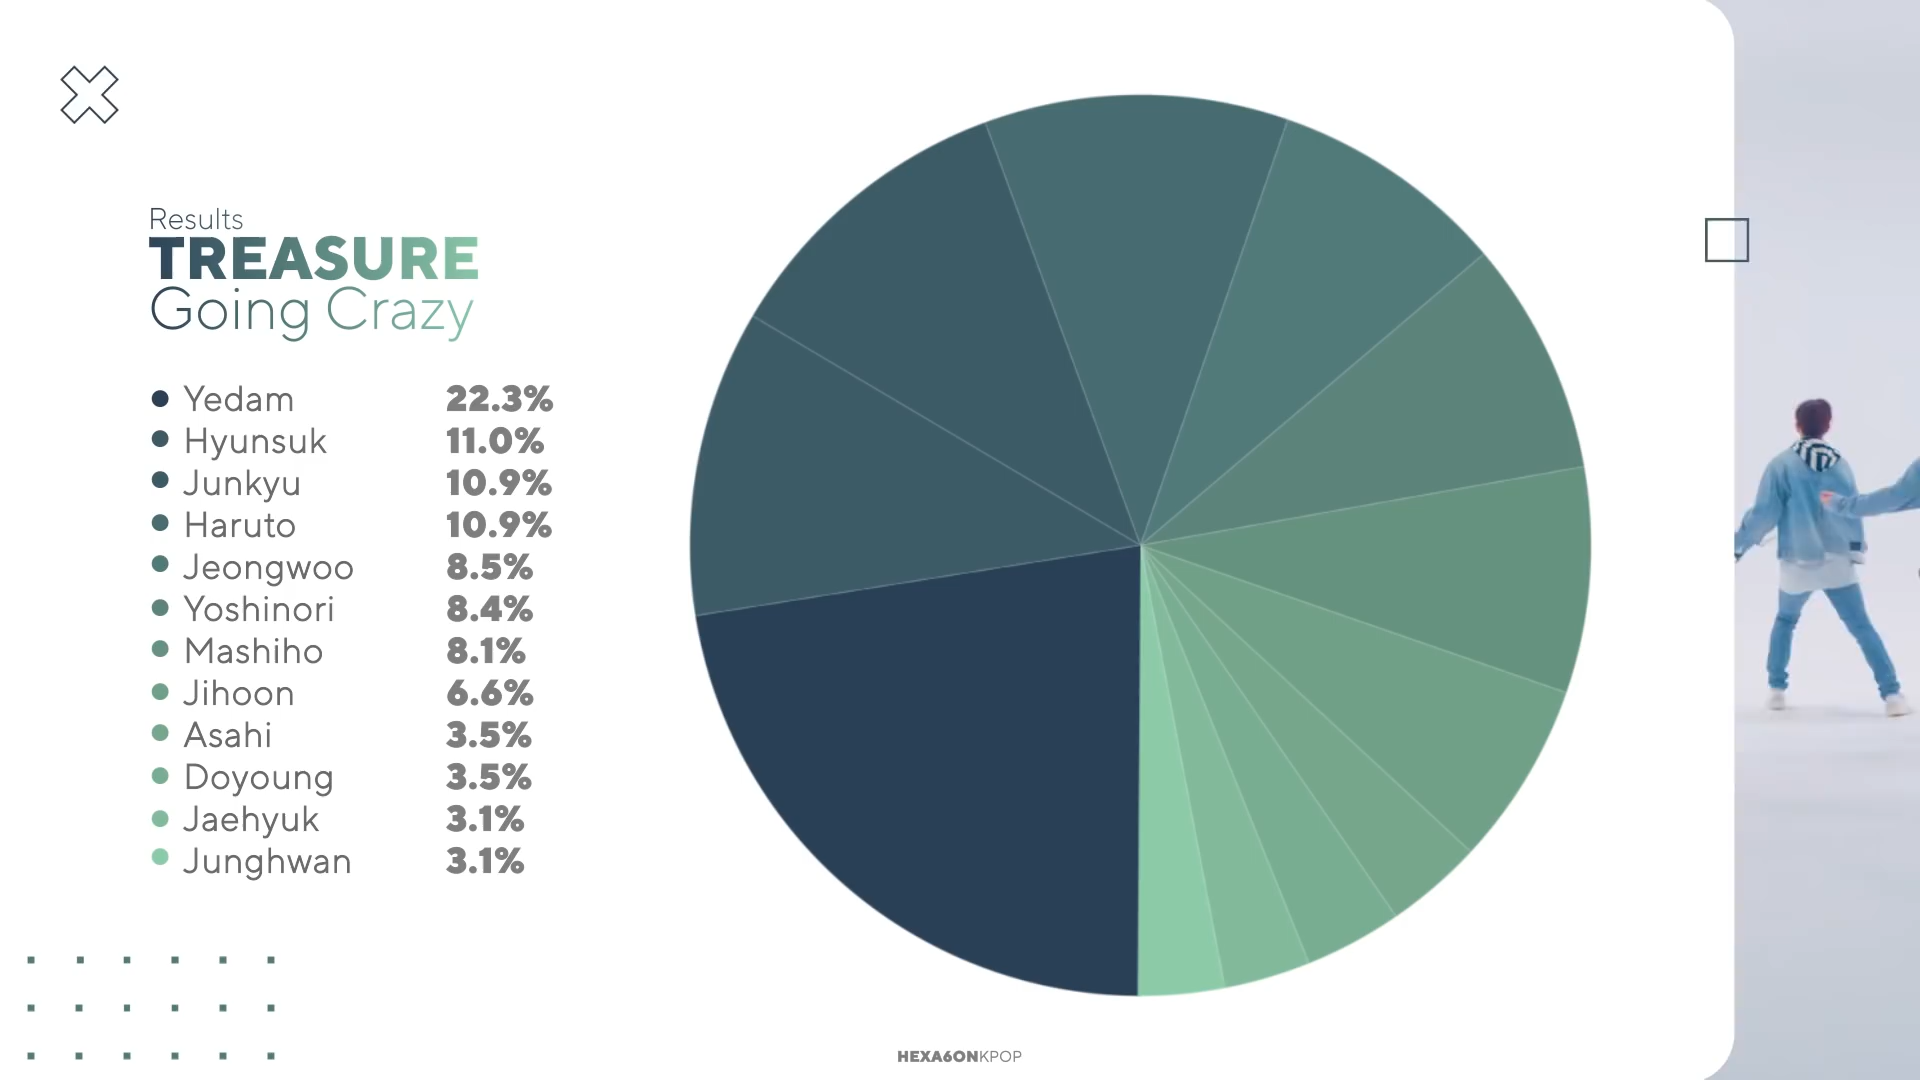 Results
TREASURE
Going Crazy
Yedam 22.3%
Hyunsuk 11.0%
Junkyu 10.9%
Haruto 10.9%
Jeongwoo 8.5%
Yoshinori 8.4%
Mashiho 8.1%
Jihoon 6.6%
Asahi 3.5%
Doyoung 3.5%
Jaehyuk 3.1%
Junghwan 3.1%
HEXA6ONKPOP